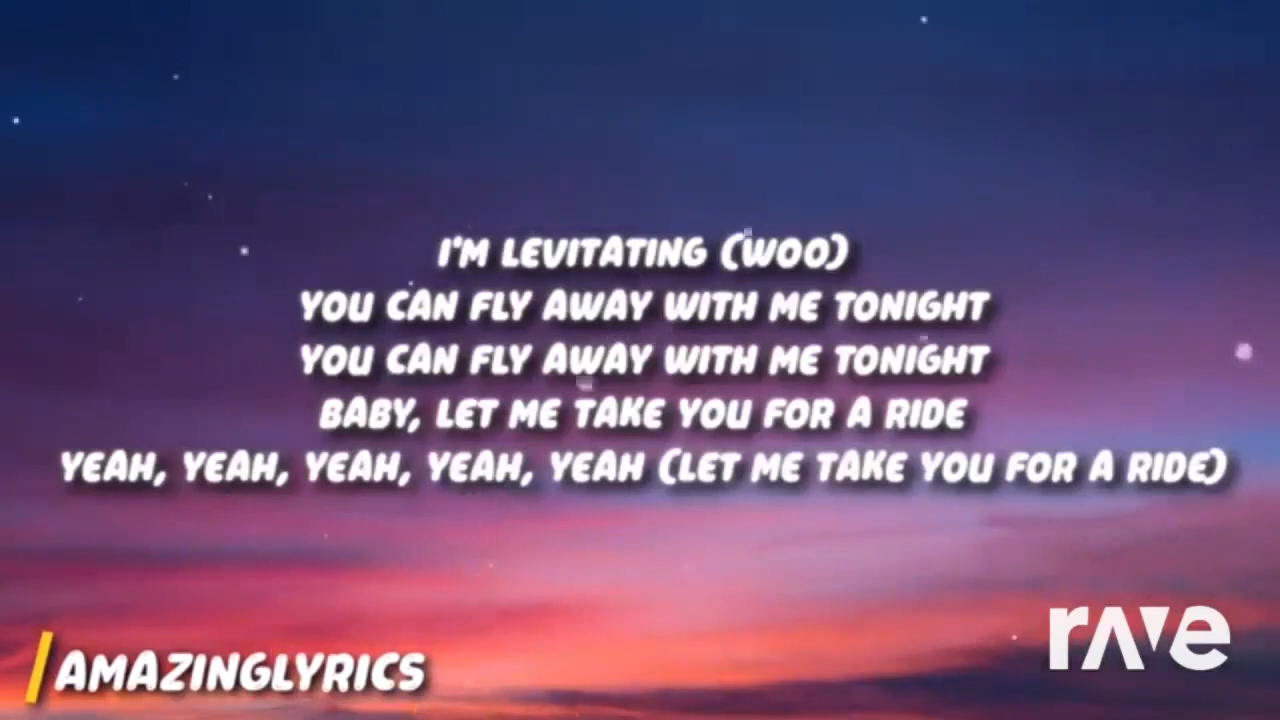 I'M LEVITATING (WOO)
YOU CAN FLY AWAY WITH ME TONIGHT
YOU CAN FLY AWAY WITH ME TONIGHT
BABY, LET ME TAKE YOU FOR A RIDE
YEAH, YEAH, YEAH, YEAH, YEAH (LET ME TAKE YOU FOR A RIDE)
AMAZINGLYRICS
rave